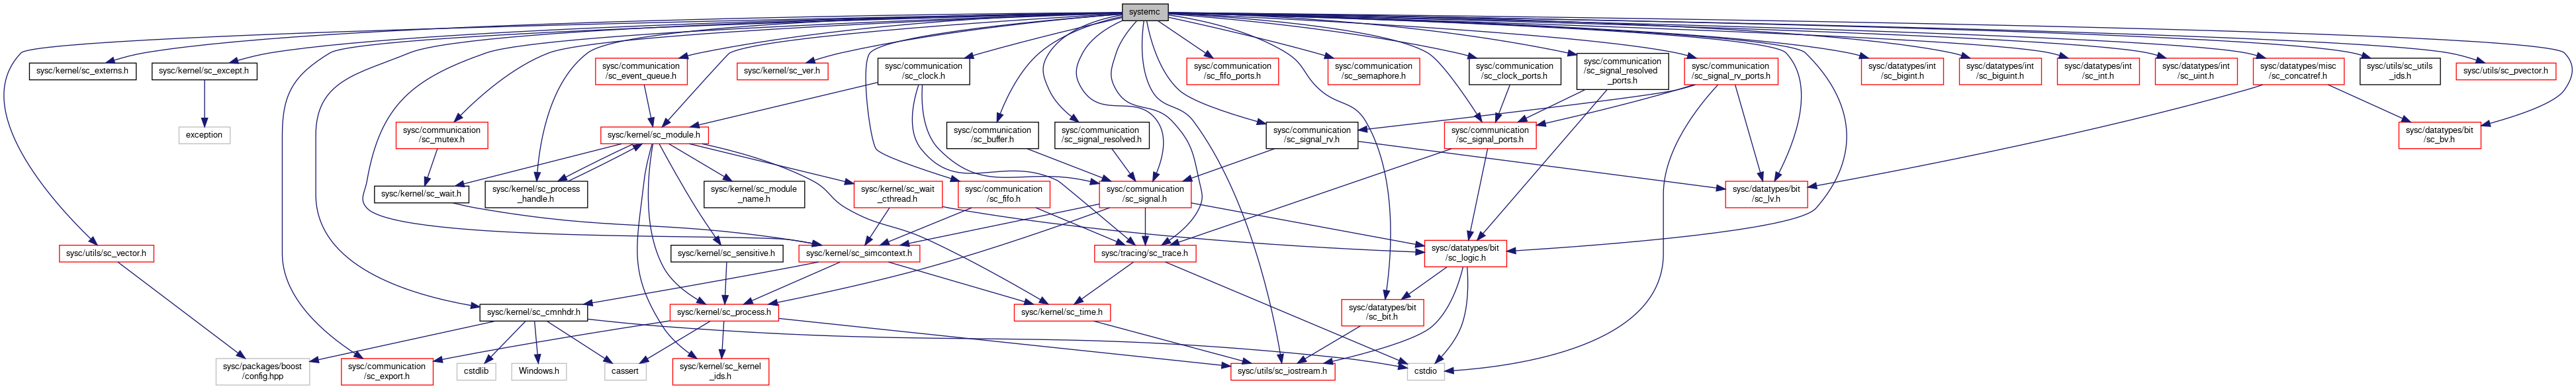 systemc
sysc/kernel/sc_externs.h
sysc/kernel/sc_except.h
sysc/communication
/sc_event_queue.h
sysc/kernel/sc_ver.h
sysc/communication
/sc_clock.h
sysc/communication
/sc_fifo_ports.h
sysc/communication
/sc_semaphore.h
sysc/communication
/sc_clock_ports.h
sysc/communication
/sc_signal_resolved
_ports.h
sysc/communication
/sc_signal_rv_ports.h
sysc/datatypes/int
/sc_bigint.h
sysc/datatypes/int
/sc_biguint.h
sysc/datatypes/int
/sc_int.h
sysc/datatypes/int
/sc_uint.h
sysc/datatypes/misc
/sc_concatref.h
sysc/utils/sc_utils
_ids.h
sysc/utils/sc_pvector.h
exception
sysc/communication
/sc_mutex.h
sysc/kernel/sc_module.h
sysc/communication
/sc_buffer.h
sysc/communication
/sc_signal_resolved.h
sysc/communication
/sc_signal_rv.h
sysc/communication
/sc_signal_ports.h
sysc/datatypes/bit
/sc_bv.h
sysc/kernel/sc_wait.h
sysc/kernel/sc_process
_handle.h
sysc/kernel/sc_module
_name.h
sysc/kernel/sc_wait
_cthread.h
sysc/communication
/sc_fifo.h
sysc/communication
/sc_signal.h
sysc/datatypes/bit
/sc_lv.h
sysc/utils/sc_vector.h
sysc/kernel/sc_sensitive.h
sysc/kernel/sc_simcontext.h
sysc/tracing/sc_trace.h
sysc/datatypes/bit
/sc_logic.h
sysc/kernel/sc_cmnhdr.h
sysc/kernel/sc_process.h
sysc/kernel/sc_time.h
sysc/datatypes/bit
/sc_bit.h
sysc/packages/boost
/config.hpp
sysc/communication
/sc_export.h
cstdlib
Windows.h
cassert
sysc/kernel/sc_kernel
_ids.h
sysc/utils/sc_iostream.h
cstdio